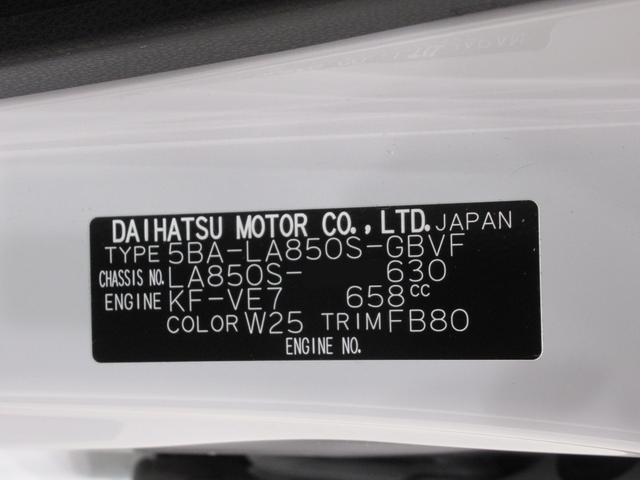 DAIHATSU MOTOR CO.,LTD. JAPAN
TYPE 5BA-LA850S-GBVF
CHASSIS NO. LA850S- 630
ENGINE KF-VE7 658cc
COLOR W25 TRIM FB80
ENGINE NO.